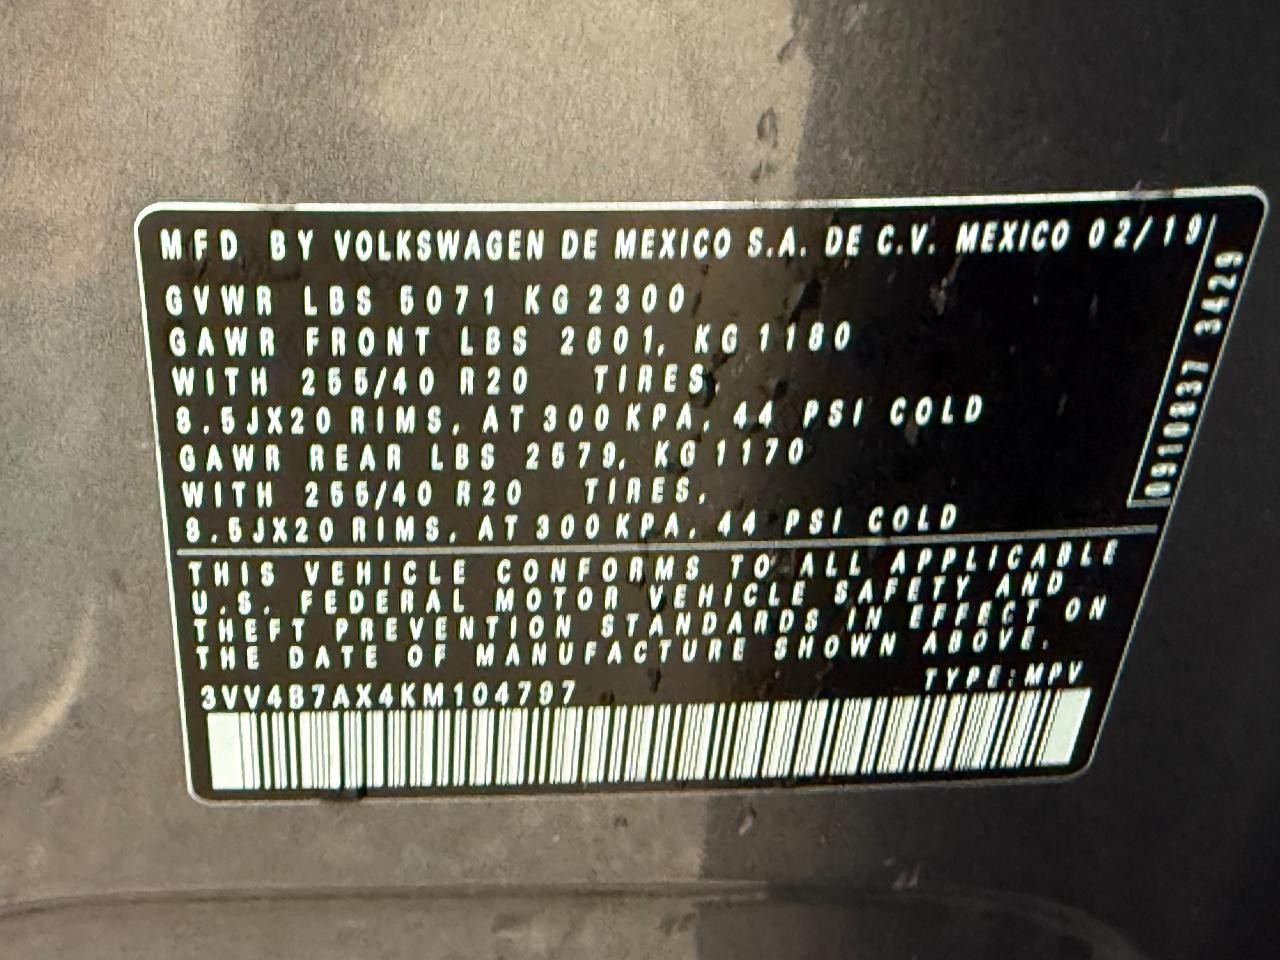 MFD BY VOLKSWAGEN DE MEXICO S.A. DE C.V. MEXICO 02/19
GVWR LBS 5071 KG 2300
GAWR FRONT LBS 2601, KG 1180
WITH 255/40 R20 TIRES,
8.5JX20 RIMS, AT 300 KPA, 44 PSI COLD
GAWR REAR LBS 2579, KG 1170
WITH 255/40 R20 TIRES,
8.5JX20 RIMS, AT 300 KPA, 44 PSI COLD
0910837 3429
THIS VEHICLE CONFORMS TO ALL APPLICABLE
U.S. FEDERAL MOTOR VEHICLE SAFETY AND
THEFT PREVENTION STANDARDS IN EFFECT ON
THE DATE OF MANUFACTURE SHOWN ABOVE.
3VV4B7AX4KM104797
TYPE: MPV